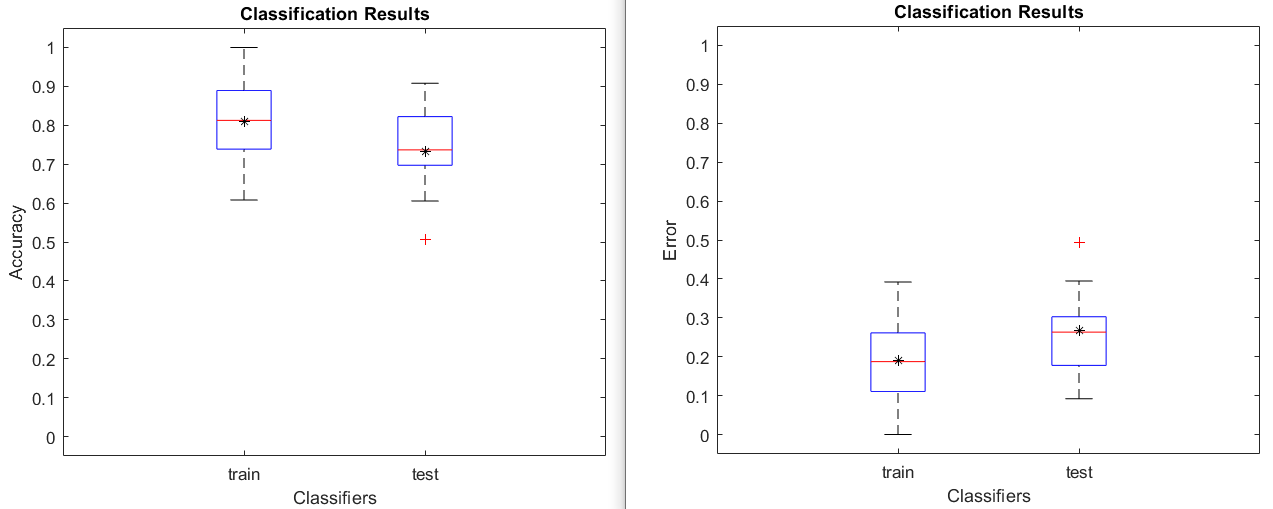 Classification Results
1
0.9
0.8
0.7
0.6
0.5
0.4
0.3
0.2
0.1
0
Accuracy
train test
Classifiers
Classification Results
1
0.9
0.8
0.7
0.6
0.5
0.4
0.3
0.2
0.1
0
Error
train test
Classifiers